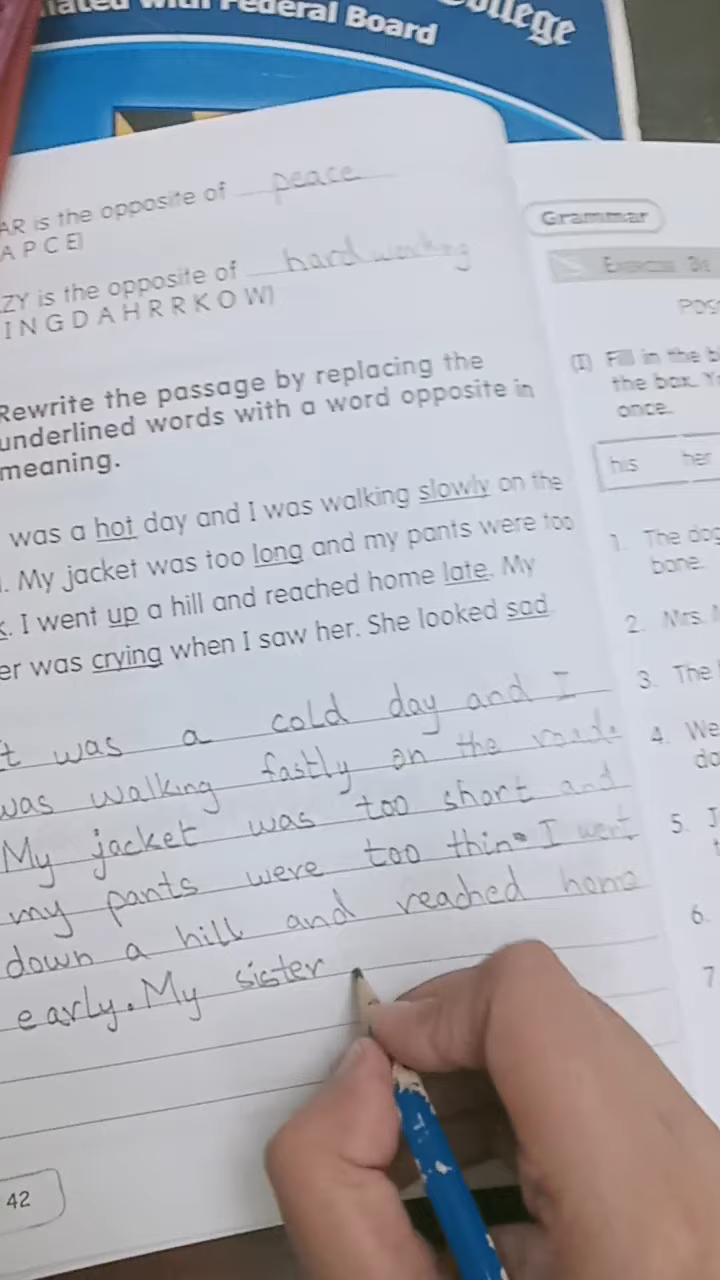 with Federal Board
College
AR is the opposite of peace
A P C E]
ZY is the opposite of hardworking
I N G D A H R R K O W]
Rewrite the passage by replacing the
underlined words with a word opposite in
meaning.
was a hot day and I was walking slowly on the
. My jacket was too long and my pants were too
. I went up a hill and reached home late. My
er was crying when I saw her. She looked sad
t was a cold day and I
was walking fastly on the
My jacket was too short and
my pants were too thin. I went
down a hill and reached home
early. My sister
42
Grammar
Exercise
POS
(I) Fill in the b
the box. Y
once.
his her
1. The dog
bone.
2. Mrs.
3. The
4. We
do
5. I
t
6.
7